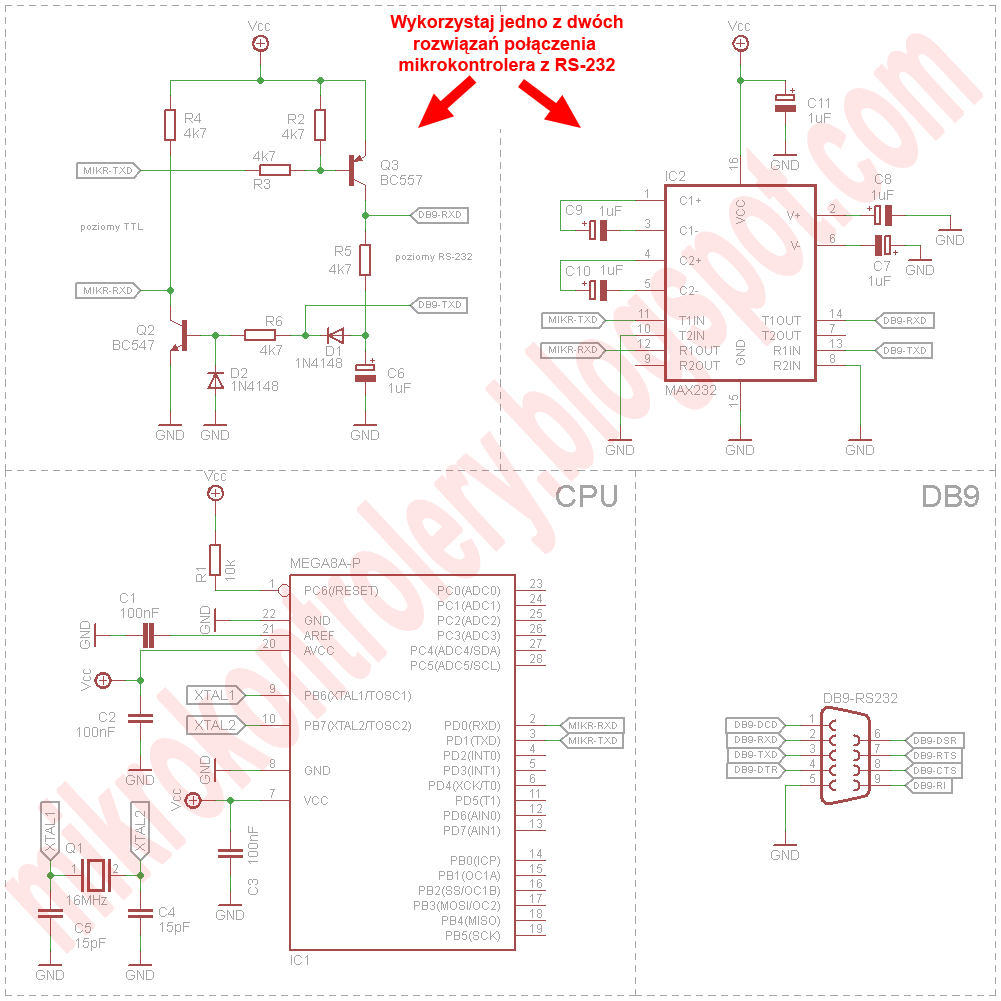 Wykorzystaj jedno z dwóch
rozwiązań połączenia
mikrokontrolera z RS-232
Vcc
R4
4k7
R2
4k7
MIKR-TXD
4k7
R3
Q3
BC557
DB9-RXD
poziomy TTL
R5
4k7
poziomy RS-232
MIKR-RXD
DB9-TXD
Q2
BC547
R6
4k7
D1
1N4148
D2
1N4148
C6
1uF
GND
GND
GND
Vcc
C11
1uF
GND
16
IC2
MAX232
VCC
GND
15
1
C1+
3
C1-
4
C2+
5
C2-
11
T1IN
10
T2IN
12
R1OUT
9
R2OUT
V+
2
V-
6
T1OUT
14
T2OUT
7
R1IN
13
R2IN
8
C9
1uF
C10
1uF
C8
1uF
GND
C7
1uF
GND
MIKR-TXD
MIKR-RXD
DB9-RXD
DB9-TXD
GND
GND
GND
CPU
Vcc
R1
10k
MEGA8A-P
IC1
1
PC6(/RESET)
22
GND
21
AREF
20
AVCC
9
PB6(XTAL1/TOSC1)
10
PB7(XTAL2/TOSC2)
8
GND
7
VCC
GND
C1
100nF
GND
Vcc
C2
100nF
GND
XTAL1
XTAL2
GND
Vcc
100nF
C3
GND
XTAL1
XTAL2
Q1
1
2
16MHz
C5
15pF
C4
15pF
GND
GND
PC0(ADC0)
23
PC1(ADC1)
24
PC2(ADC2)
25
PC3(ADC3)
26
PC4(ADC4/SDA)
27
PC5(ADC5/SCL)
28
PD0(RXD)
2
MIKR-RXD
PD1(TXD)
3
MIKR-TXD
PD2(INT0)
4
PD3(INT1)
5
PD4(XCK/T0)
6
PD5(T1)
11
PD6(AIN0)
12
PD7(AIN1)
13
PB0(ICP)
14
PB1(OC1A)
15
PB2(SS/OC1B)
16
PB3(MOSI/OC2)
17
PB4(MISO)
18
PB5(SCK)
19
DB9
DB9-RS232
DB9-DCD
1
DB9-RXD
2
DB9-TXD
3
DB9-DTR
4
5
6
DB9-DSR
7
DB9-RTS
8
DB9-CTS
9
DB9-RI
GND
mikrokontrolery.blogspot.com